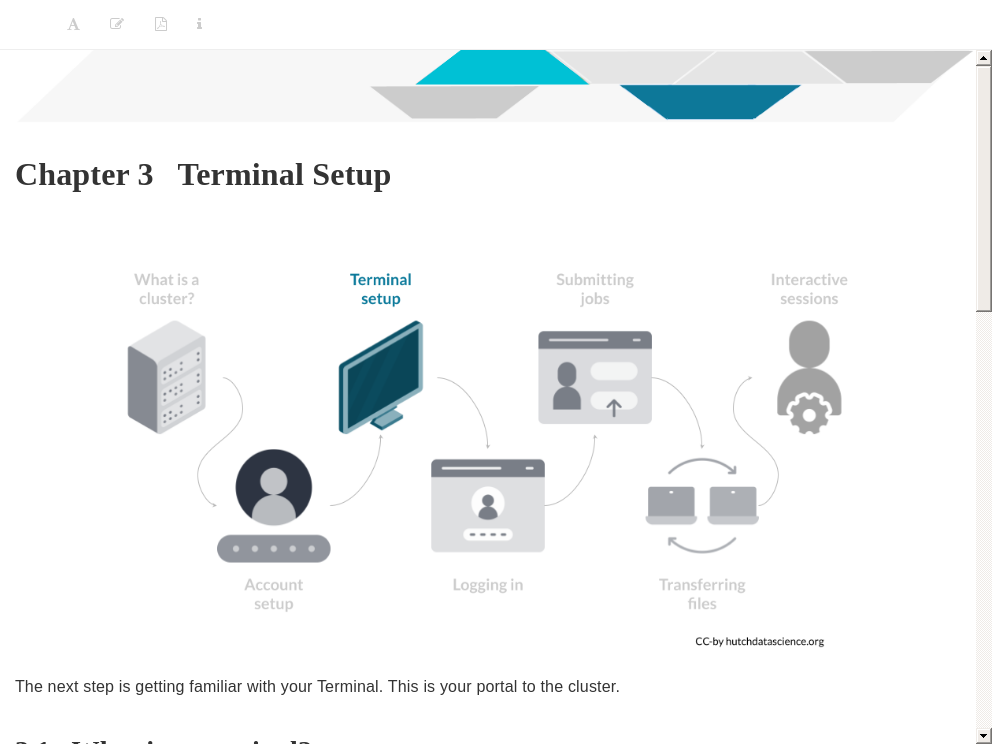 Chapter 3 Terminal Setup
What is a
cluster?
Terminal
setup
Submitting
jobs
Interactive
sessions
Account
setup
Logging in
Transferring
files
CC-by hutchdatascience.org
The next step is getting familiar with your Terminal. This is your portal to the cluster.